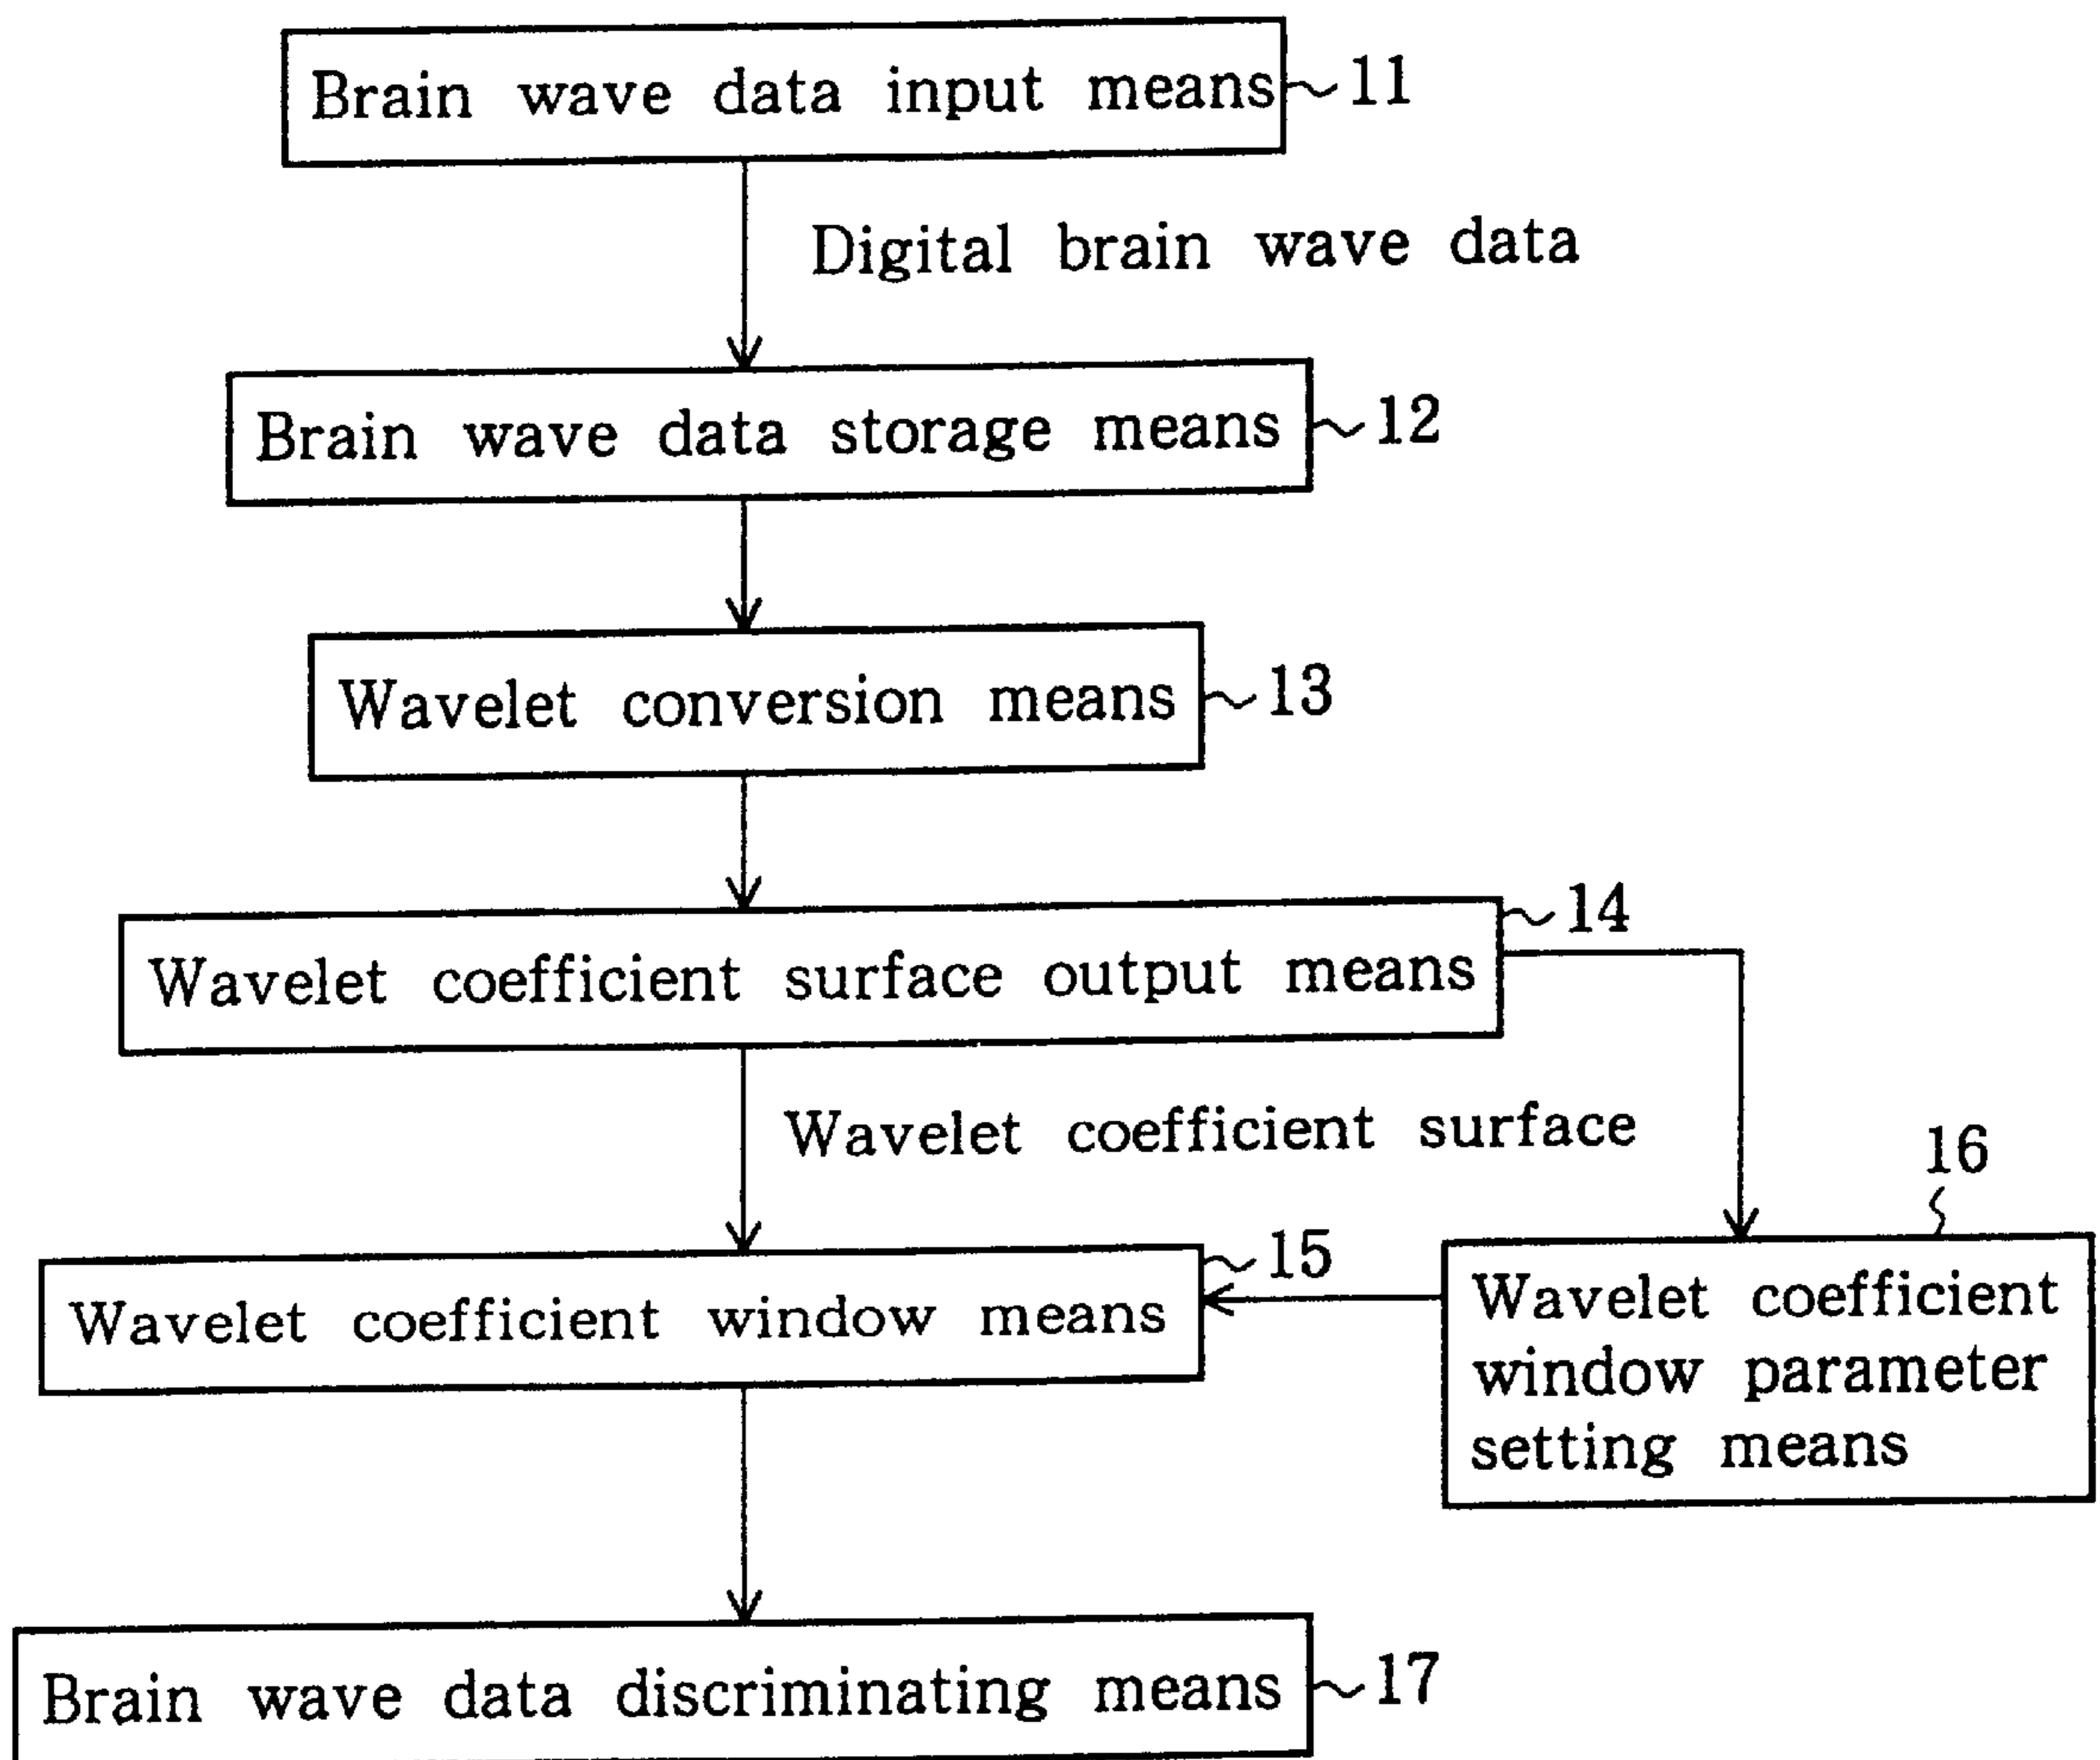 Brain wave data input means 11
Digital brain wave data
Brain wave data storage means 12
Wavelet conversion means 13
Wavelet coefficient surface output means 14
Wavelet coefficient surface
Wavelet coefficient window means 15
16
Wavelet coefficient
window parameter
setting means
Brain wave data discriminating means 17